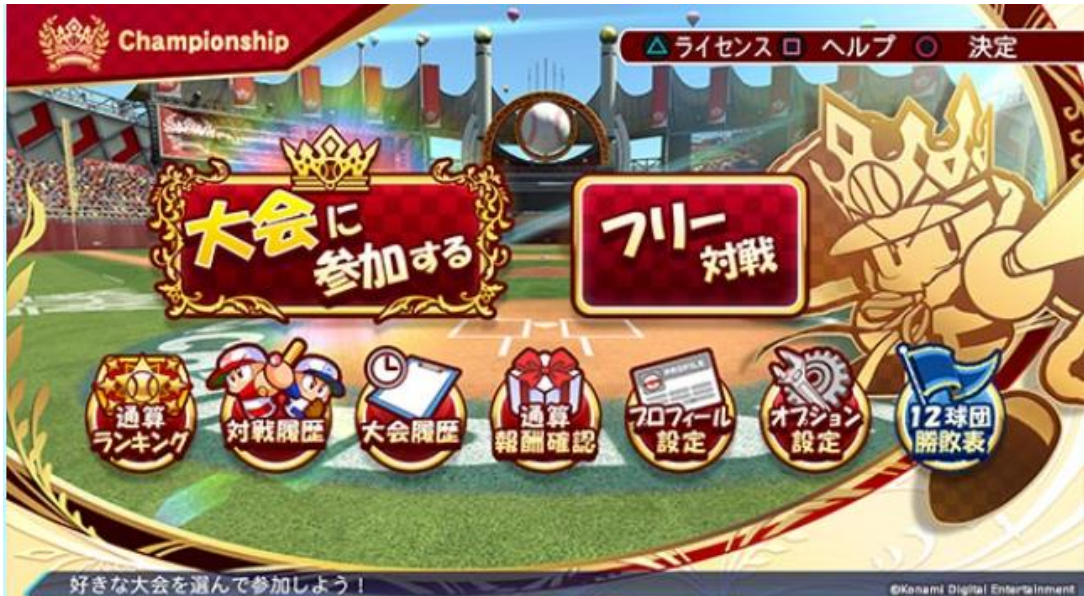 Championship
△ ライセンス □ ヘルプ ○ 決定
大会に
参加する
フリー
対戦
通算
ランキング
対戦履歴
大会履歴
通算
報酬確認
PROFILE
プロフィール
設定
オプション
設定
12球団
勝敗表
好きな大会を選んで参加しよう！
©Konami Digital Entertainment